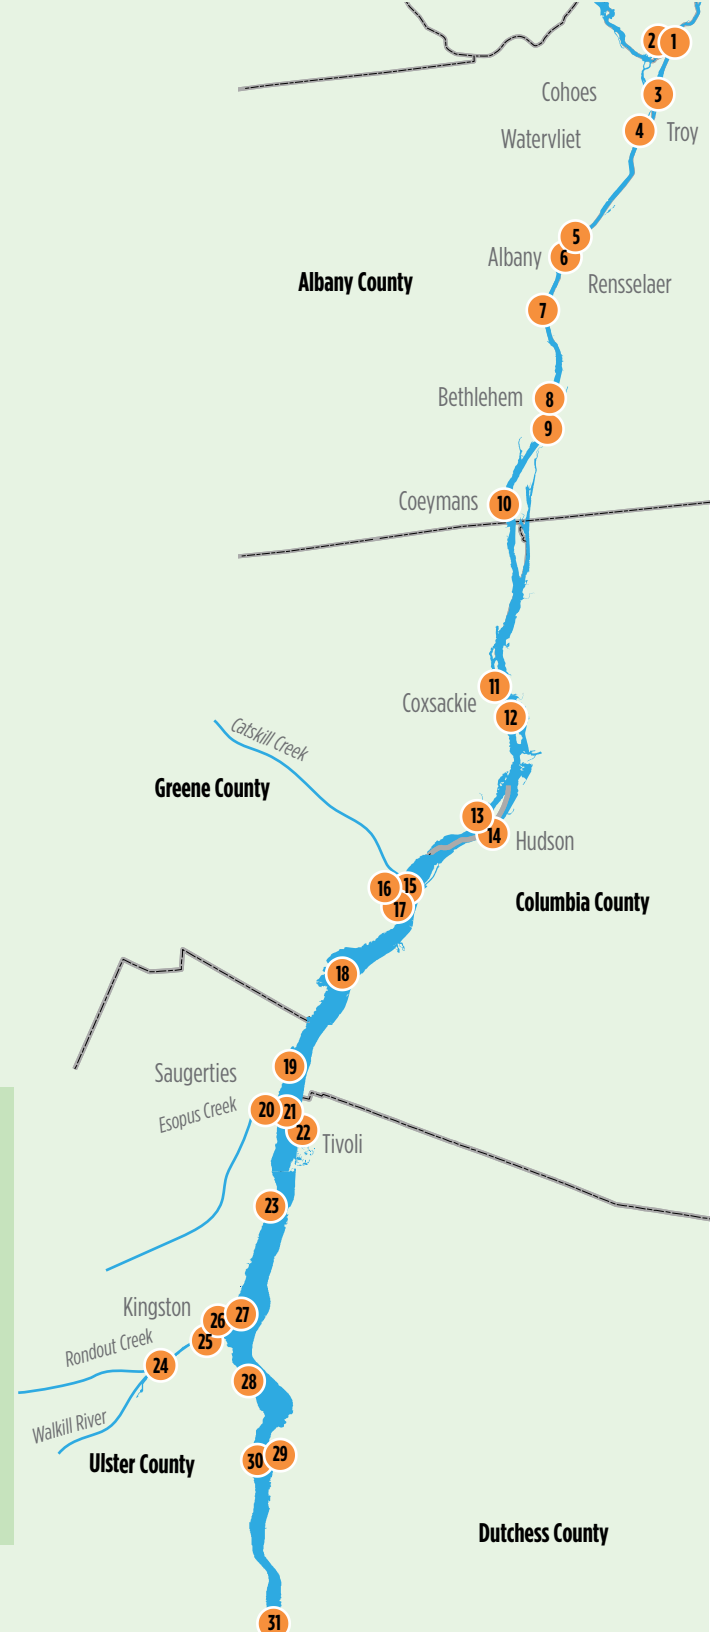 2
1
Cohoes
3
Watervliet
4
Troy
5
Albany
6
Albany County
Rensselaer
7
Bethlehem
8
9
Coeymans
10
11
Coxsackie
12
Catskill Creek
Greene County
13
14
Hudson
16
15
17
Columbia County
18
19
Saugerties
Esopus Creek
20
21
22
Tivoli
23
Kingston
26
27
25
Rondout Creek
24
28
Walkill River
30
29
Ulster County
Dutchess County
31